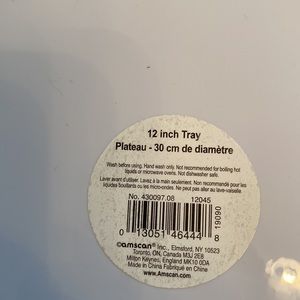 12 inch Tray
Plateau - 30 cm de diamètre
Wash before using. Hand wash only. Not recommended for boiling hot
liquids or microwave ovens. Not dishwasher safe.
Laver avant d'utiliser. Lavez à la main seulement. Non recommandé pour les
liquides bouillants ou les micro-ondes. Ne peut pas aller au lave-vaisselle.
No. 430097.08 12045
0 13051 46444 8
19090
amscan Inc., Elmsford, NY 10523
Toronto, ON, Canada M3J 2E8
Milton Keynes, England MK10 0DA
Made in China Fabriqué en Chine
www.Amscan.com